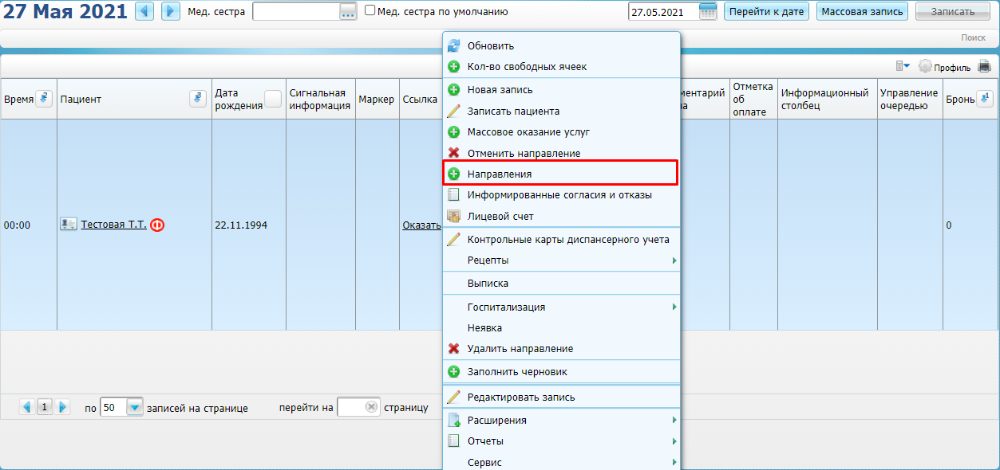 27 Мая 2021 Мед. сестра ... Мед. сестра по умолчанию 27.05.2021 Перейти к дате Массовая запись Записать
Поиск
Профиль
Время 2 Пациент 3 Дата рождения Сигнальная информация Маркер Ссылка ментарий на Отметка об оплате Информационный столбец Управление очередью Бронь 1
00:00 Тестовая Т.Т. Ф 22.11.1994 Оказать 0
Обновить
Кол-во свободных ячеек
Новая запись
Записать пациента
Массовое оказание услуг
Отменить направление
Направления
Информированные согласия и отказы
Лицевой счет
Контрольные карты диспансерного учета
Рецепты
Выписка
Госпитализация
Неявка
Удалить направление
Заполнить черновик
Редактировать запись
Расширения
Отчеты
Сервис
1 по 50 записей на странице перейти на страницу